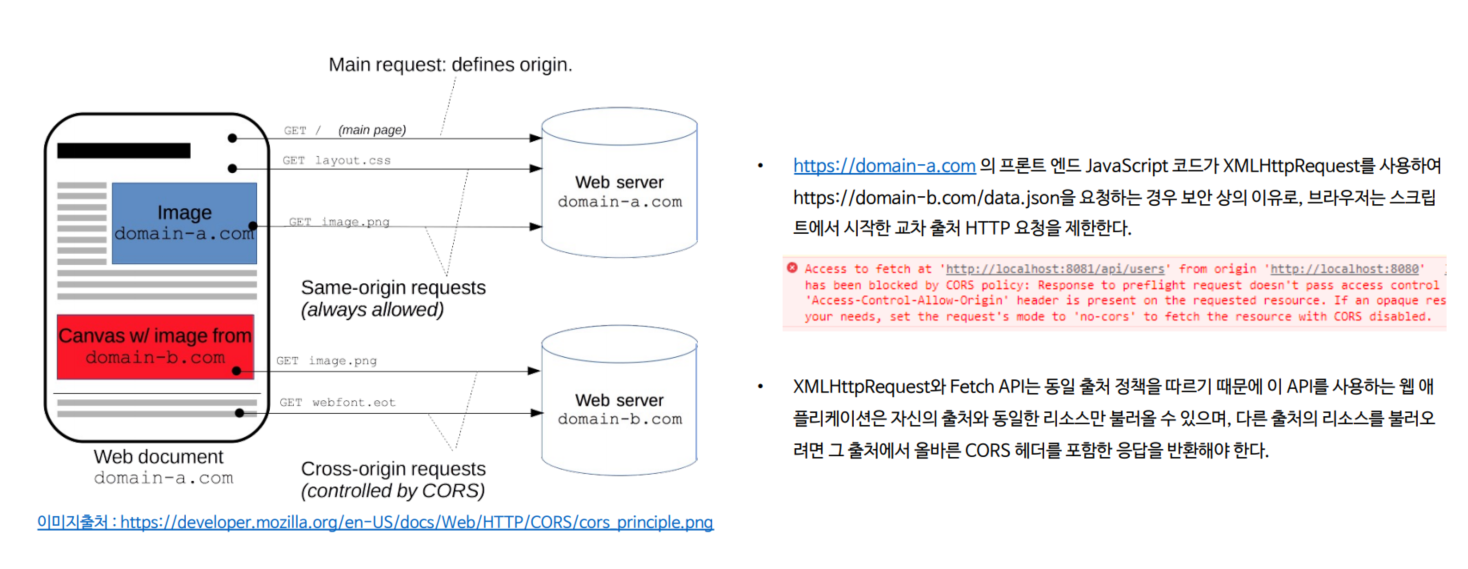 Main request: defines origin.
GET / (main page)
GET layout.css
Web server
domain-a.com
Image
domain-a.com
GET image.png
Same-origin requests
(always allowed)
Canvas w/ image from
domain-b.com
GET image.png
Web server
domain-b.com
GET webfont.eot
Web document
domain-a.com
Cross-origin requests
(controlled by CORS)
이미지출처 : https://developer.mozilla.org/en-US/docs/Web/HTTP/CORS/cors_principle.png
• https://domain-a.com 의 프론트 엔드 JavaScript 코드가 XMLHttpRequest를 사용하여
https://domain-b.com/data.json을 요청하는 경우 보안 상의 이유로, 브라우저는 스크립
트에서 시작한 교차 출처 HTTP 요청을 제한한다.
Access to fetch at 'http://localhost:8081/api/users' from origin 'http://localhost:8080'
has been blocked by CORS policy: Response to preflight request doesn't pass access control
'Access-Control-Allow-Origin' header is present on the requested resource. If an opaque res
your needs, set the request's mode to 'no-cors' to fetch the resource with CORS disabled.
• XMLHttpRequest와 Fetch API는 동일 출처 정책을 따르기 때문에 이 API를 사용하는 웹 애
플리케이션은 자신의 출처와 동일한 리소스만 불러올 수 있으며, 다른 출처의 리소스를 불러오
려면 그 출처에서 올바른 CORS 헤더를 포함한 응답을 반환해야 한다.